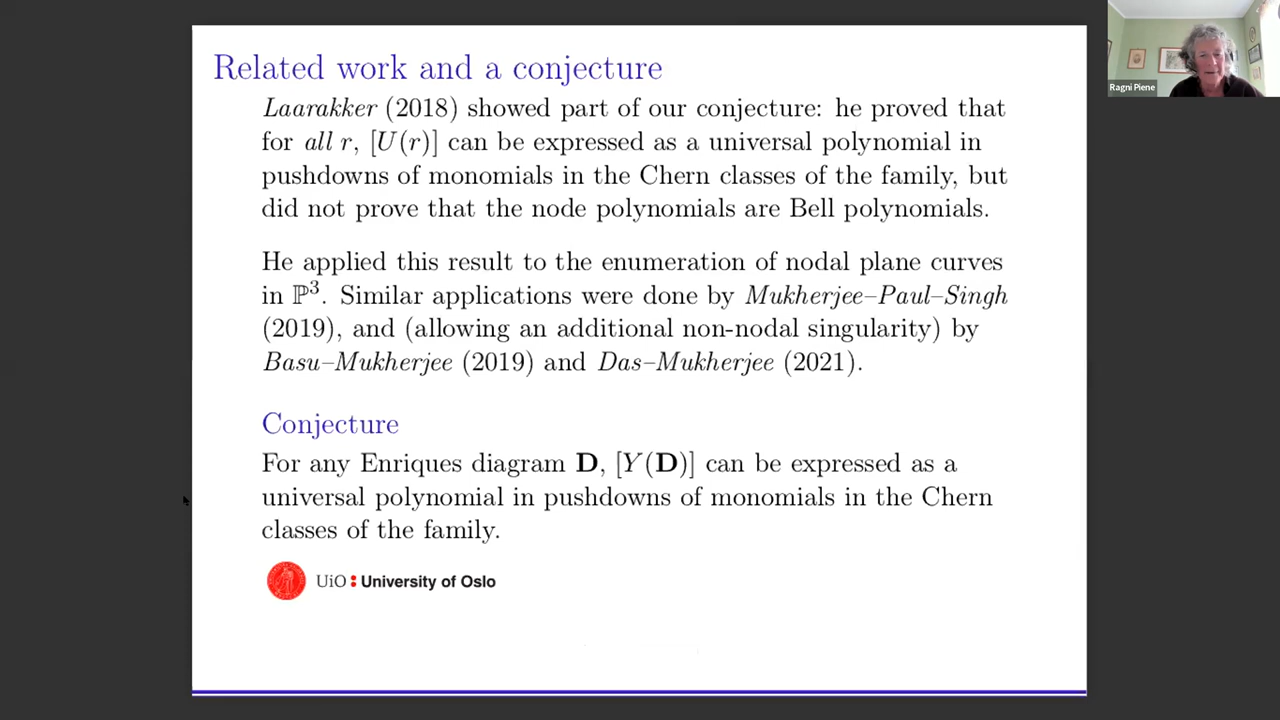 Related work and a conjecture
Laarakker (2018) showed part of our conjecture: he proved that
for all r, [U(r)] can be expressed as a universal polynomial in
pushdowns of monomials in the Chern classes of the family, but
did not prove that the node polynomials are Bell polynomials.
He applied this result to the enumeration of nodal plane curves
in ℙ³. Similar applications were done by Mukherjee–Paul–Singh
(2019), and (allowing an additional non-nodal singularity) by
Basu–Mukherjee (2019) and Das–Mukherjee (2021).
Conjecture
For any Enriques diagram D, [Y(D)] can be expressed as a
universal polynomial in pushdowns of monomials in the Chern
classes of the family.
UiO : University of Oslo
Ragni Piene